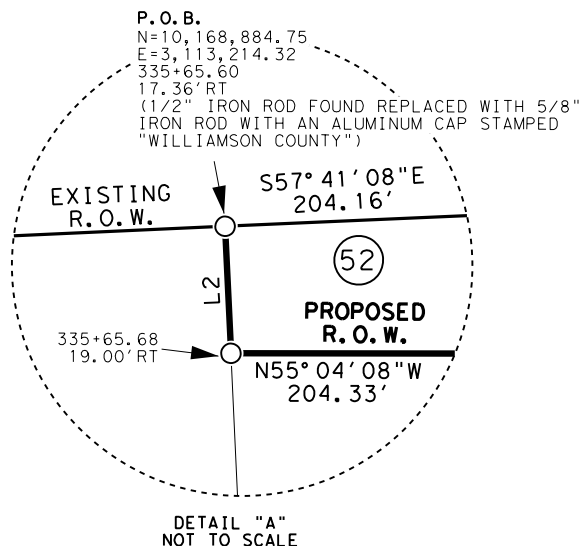 P.O.B.
N=10,168,884.75
E=3,113,214.32
335+65.60
17.36'RT
(1/2" IRON ROD FOUND REPLACED WITH 5/8"
IRON ROD WITH AN ALUMINUM CAP STAMPED
"WILLIAMSON COUNTY")
EXISTING
R.O.W.
S57°41'08"E
204.16'
52
L2
PROPOSED
R.O.W.
335+65.68
19.00'RT
N55°04'08"W
204.33'
DETAIL "A"
NOT TO SCALE